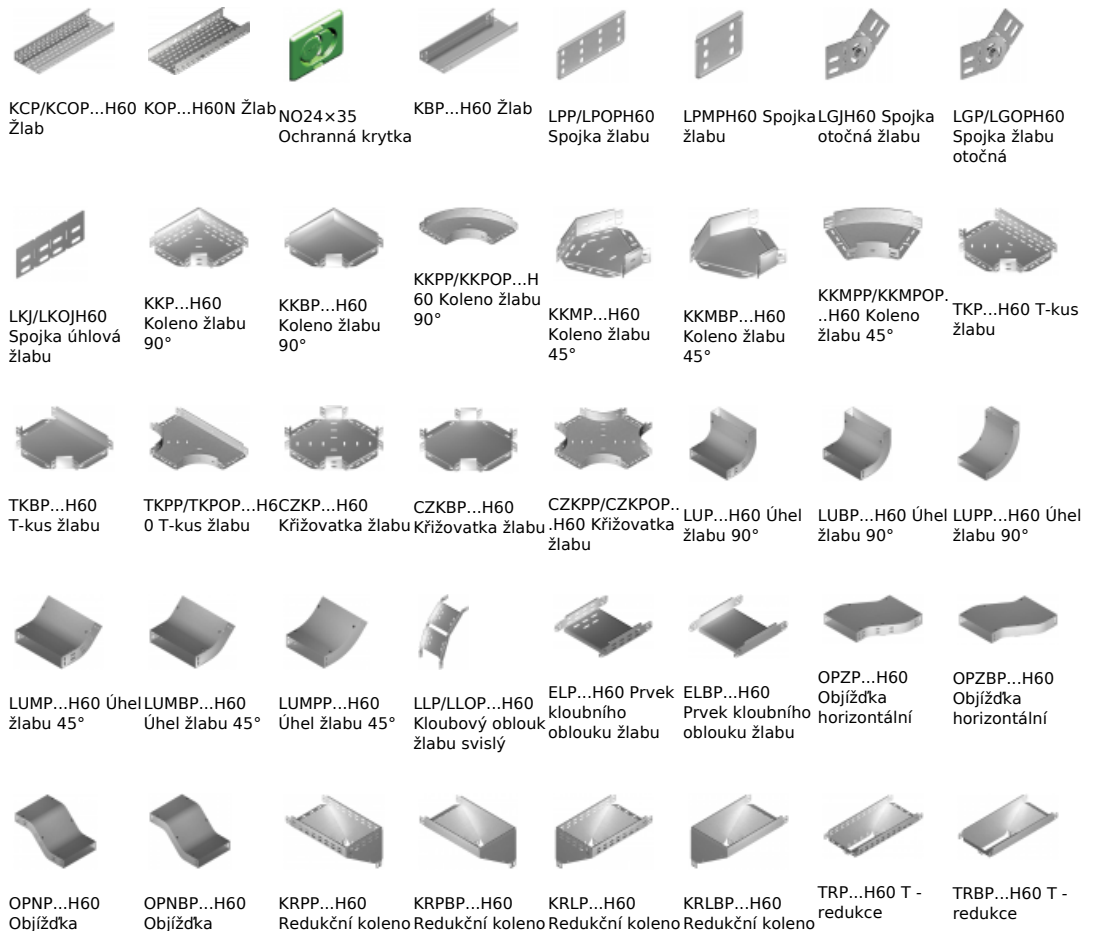 KCP/KCOP...H60
Žlab
KOP...H60N Žlab
NO24×35
Ochranná krytka
KBP...H60 Žlab
LPP/LPOPH60
Spojka žlabu
LPMPH60 Spojka
žlabu
LGJH60 Spojka
otočná žlabu
LGP/LGOPH60
Spojka žlabu
otočná
LKJ/LKOJH60
Spojka úhlová
žlabu
KKP...H60
Koleno žlabu
90°
KKBP...H60
Koleno žlabu
90°
KKPP/KKPOP...H
60 Koleno žlabu
90°
KKMP...H60
Koleno žlabu
45°
KKMBP...H60
Koleno žlabu
45°
KKMPP/KKMPOP.
..H60 Koleno
žlabu 45°
TKP...H60 T-kus
žlabu
TKBP...H60
T-kus žlabu
TKPP/TKPOP...H6
0 T-kus žlabu
CZKP...H60
Křižovatka žlabu
CZKBP...H60
Křižovatka žlabu
CZKPP/CZKPOP..
.H60 Křižovatka
žlabu
LUP...H60 Úhel
žlabu 90°
LUBP...H60 Úhel
žlabu 90°
LUPP...H60 Úhel
žlabu 90°
LUMP...H60 Úhel
žlabu 45°
LUMBP...H60
Úhel žlabu 45°
LUMPP...H60
Úhel žlabu 45°
LLP/LLOP...H60
Kloubový oblouk
žlabu svislý
ELP...H60 Prvek
kloubního
oblouku žlabu
ELBP...H60
Prvek kloubního
oblouku žlabu
OPZP...H60
Objížďka
horizontální
OPZBP...H60
Objížďka
horizontální
OPNP...H60
Objížďka
OPNBP...H60
Objížďka
KRPP...H60
Redukční koleno
KRPBP...H60
Redukční koleno
KRLP...H60
Redukční koleno
KRLBP...H60
Redukční koleno
TRP...H60 T -
redukce
TRBP...H60 T -
redukce